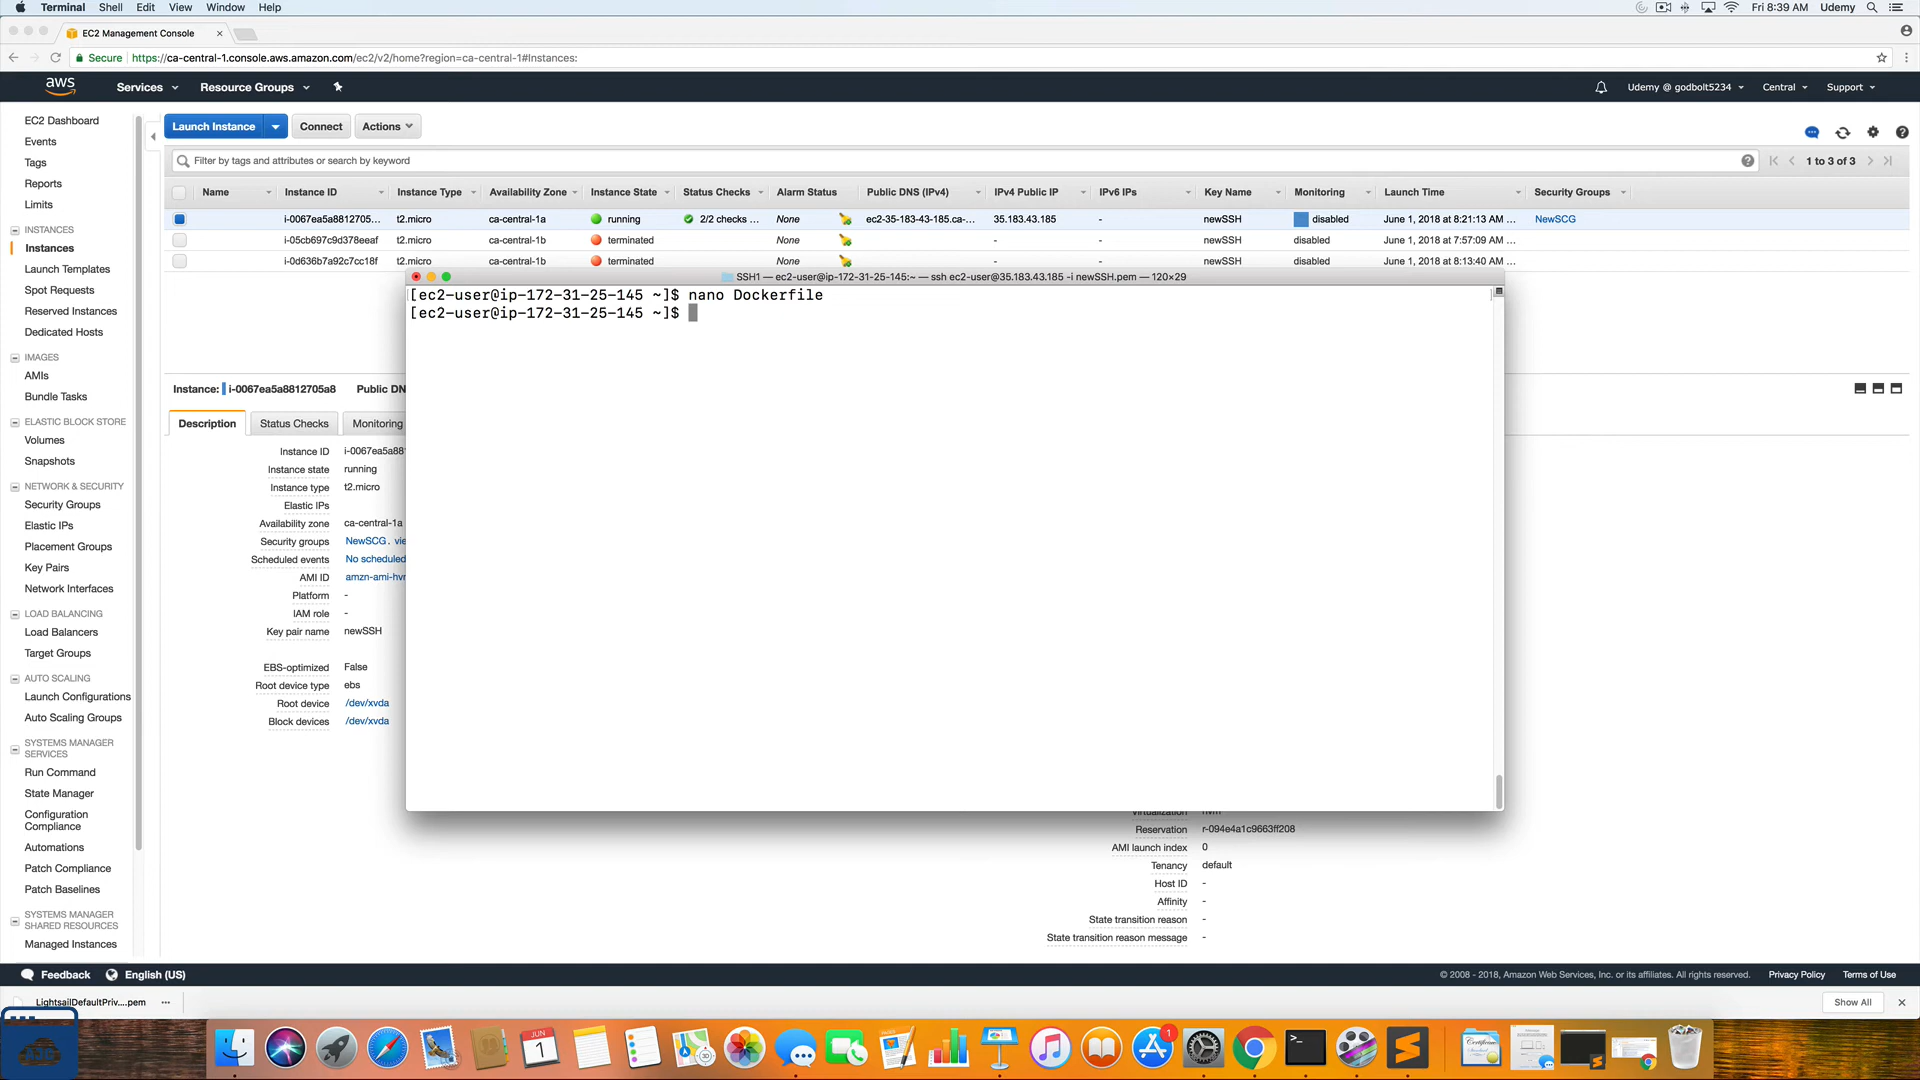 Terminal Shell Edit View Window Help Fri 8:39 AM Udemy
EC2 Management Console
Secure https://ca-central-1.console.aws.amazon.com/ec2/v2/home?region=ca-central-1#Instances:
aws Services Resource Groups Udemy @ godbolt5234 Central Support
EC2 Dashboard
Events
Tags
Reports
Limits
INSTANCES
Instances
Launch Templates
Spot Requests
Reserved Instances
Dedicated Hosts
IMAGES
AMIs
Bundle Tasks
ELASTIC BLOCK STORE
Volumes
Snapshots
NETWORK & SECURITY
Security Groups
Elastic IPs
Placement Groups
Key Pairs
Network Interfaces
LOAD BALANCING
Load Balancers
Target Groups
AUTO SCALING
Launch Configurations
Auto Scaling Groups
SYSTEMS MANAGER
SERVICES
Run Command
State Manager
Configuration
Compliance
Automations
Patch Compliance
Patch Baselines
SYSTEMS MANAGER
SHARED RESOURCES
Managed Instances
Launch Instance Connect Actions
Filter by tags and attributes or search by keyword 1 to 3 of 3
Name Instance ID Instance Type Availability Zone Instance State Status Checks Alarm Status Public DNS (IPv4) IPv4 Public IP IPv6 IPs Key Name Monitoring Launch Time Security Groups
i-0067ea5a8812705... t2.micro ca-central-1a running 2/2 checks ... None ec2-35-183-43-185.ca-... 35.183.43.185 - newSSH disabled June 1, 2018 at 8:21:13 AM ... NewSCG
i-05cb697c9d378eeaf t2.micro ca-central-1b terminated None - - newSSH disabled June 1, 2018 at 7:57:09 AM ...
i-0d636b7a92c7cc18f t2.micro ca-central-1b terminated None - - newSSH disabled June 1, 2018 at 8:13:40 AM ...
SSH1 — ec2-user@ip-172-31-25-145:~ — ssh ec2-user@35.183.43.185 -i newSSH.pem — 120×29
[ec2-user@ip-172-31-25-145 ~]$ nano Dockerfile
[ec2-user@ip-172-31-25-145 ~]$
Instance: i-0067ea5a8812705a8 Public DN
Description Status Checks Monitoring
Instance ID i-0067ea5a881
Instance state running
Instance type t2.micro
Elastic IPs
Availability zone ca-central-1a
Security groups NewSCG. vie
Scheduled events No scheduled
AMI ID amzn-ami-hvm
Platform -
IAM role -
Key pair name newSSH
EBS-optimized False
Root device type ebs
Root device /dev/xvda
Block devices /dev/xvda
Virtualization hvm
Reservation r-094e4a1c9663ff208
AMI launch index 0
Tenancy default
Host ID -
Affinity -
State transition reason -
State transition reason message -
Feedback English (US) © 2008 - 2018, Amazon Web Services, Inc. or its affiliates. All rights reserved. Privacy Policy Terms of Use
LightsailDefaultPriv....pem Show All
JUN
1
1